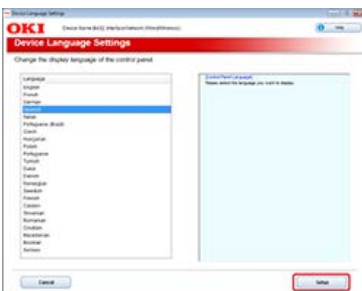 Device Language Settings
OKI
Device Language Settings
Change the display language of the control panel.
Language
English
French
German
Spanish
Italian
Portuguese (Brazil)
Czech
Hungarian
Polish
Portuguese
Turkish
Danish
Norwegian
Swedish
Finnish
Catalan
Slovenian
Romanian
Croatian
Macedonian
Bosnian
Serbian
[Control Panel Language]
Please select the language you want to display.
Cancel
Setup